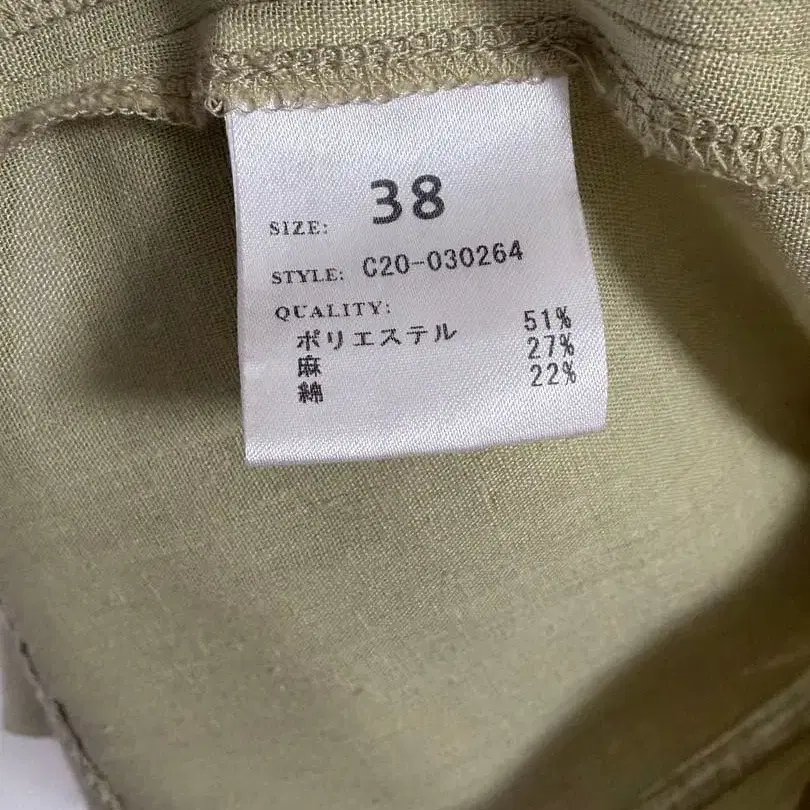 SIZE: 38
STYLE: C20-030264
QUALITY:
ポリエステル 51%
麻 27%
綿 22%